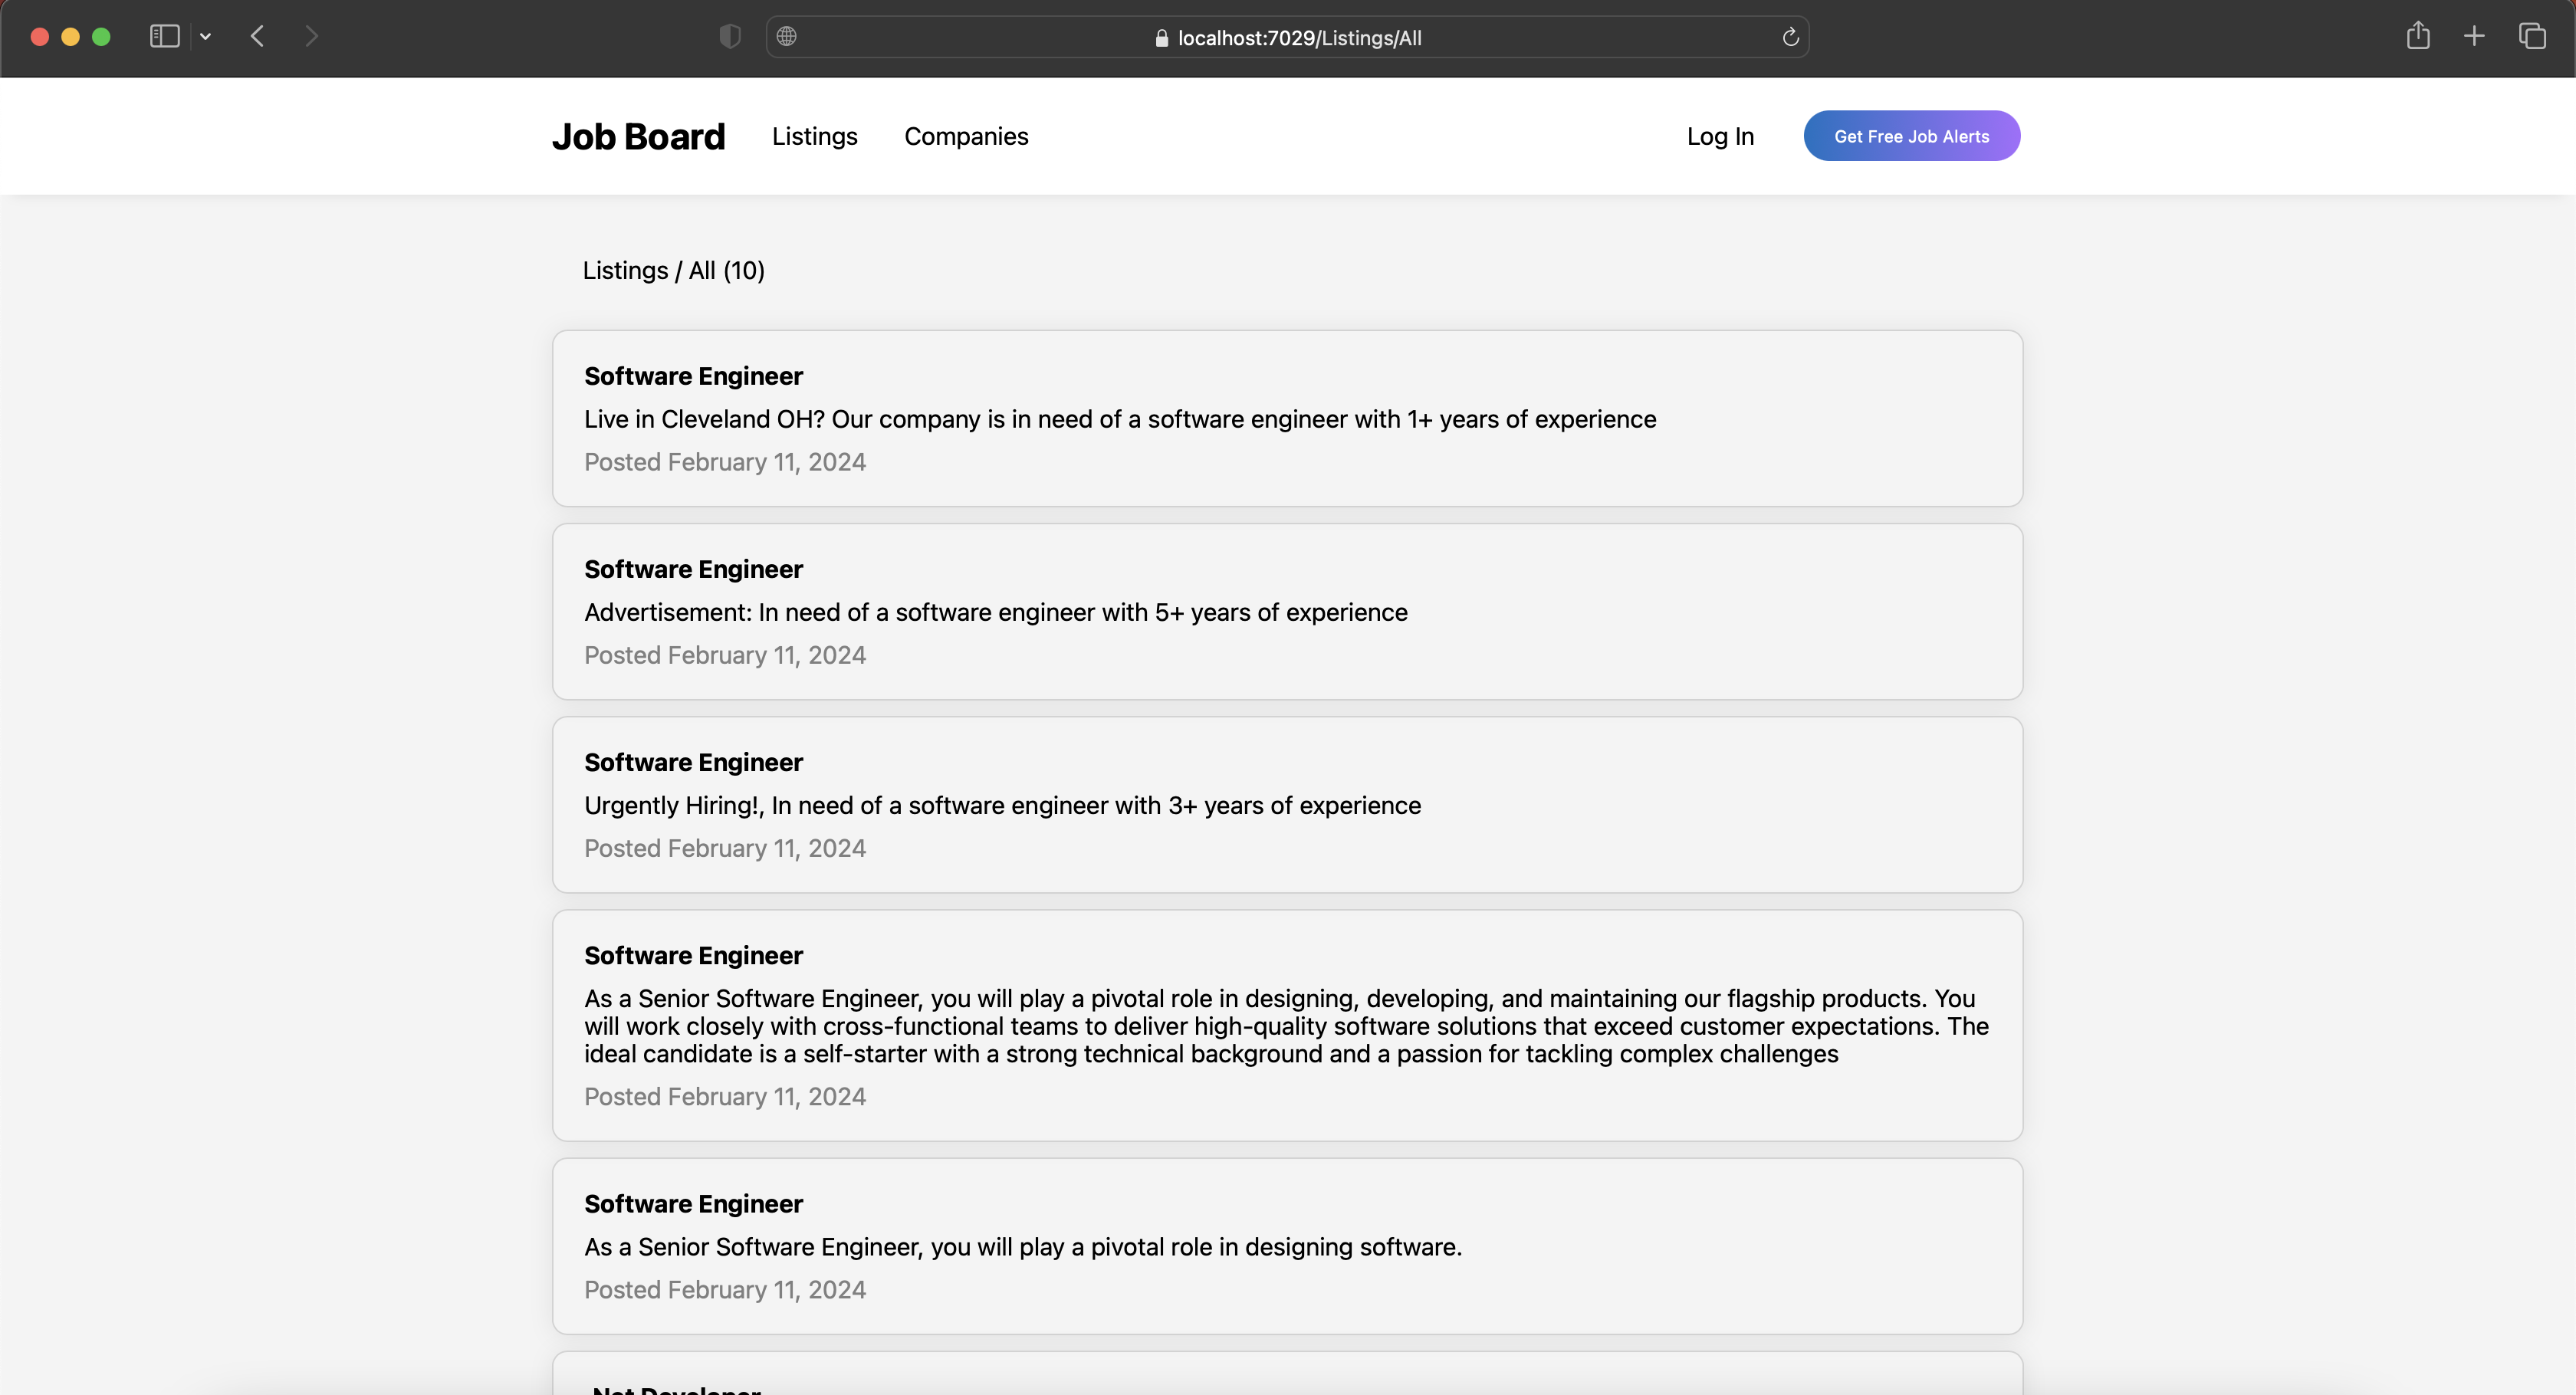 localhost:7029/Listings/All
Job Board Listings Companies Log In Get Free Job Alerts
Listings / All (10)
Software Engineer
Live in Cleveland OH? Our company is in need of a software engineer with 1+ years of experience
Posted February 11, 2024
Software Engineer
Advertisement: In need of a software engineer with 5+ years of experience
Posted February 11, 2024
Software Engineer
Urgently Hiring!, In need of a software engineer with 3+ years of experience
Posted February 11, 2024
Software Engineer
As a Senior Software Engineer, you will play a pivotal role in designing, developing, and maintaining our flagship products. You
will work closely with cross-functional teams to deliver high-quality software solutions that exceed customer expectations. The
ideal candidate is a self-starter with a strong technical background and a passion for tackling complex challenges
Posted February 11, 2024
Software Engineer
As a Senior Software Engineer, you will play a pivotal role in designing software.
Posted February 11, 2024
Net Developer